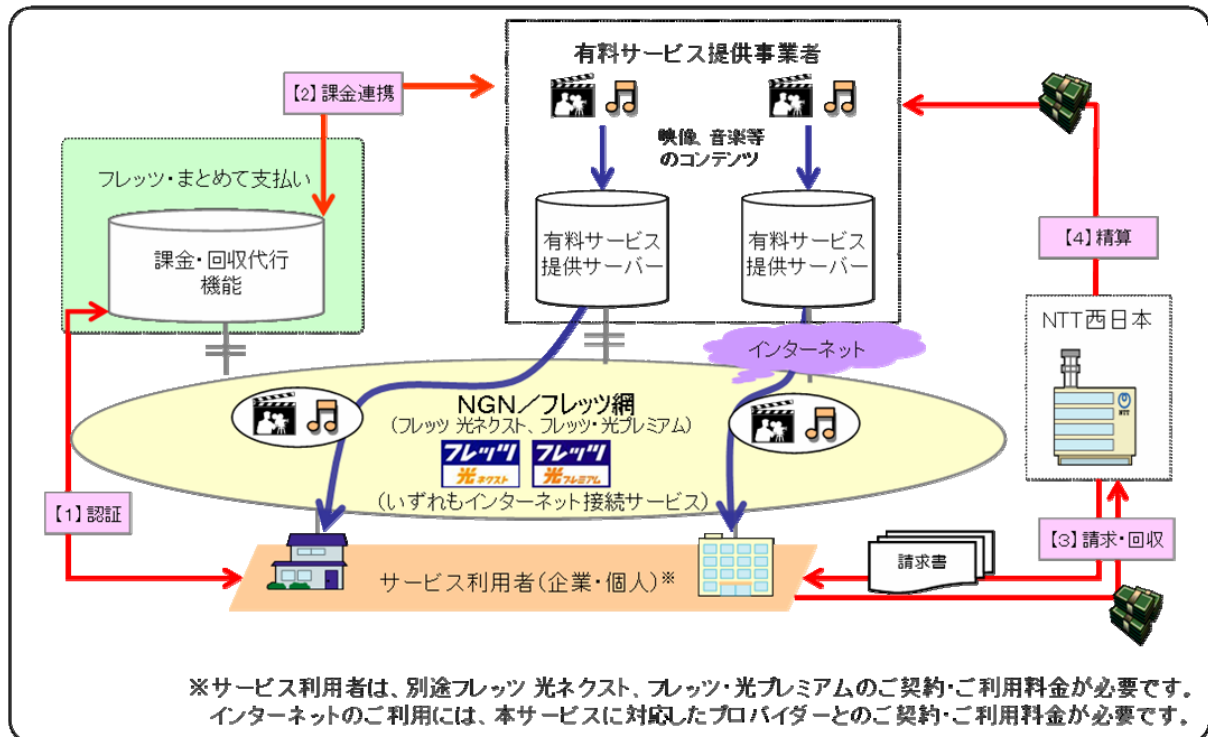 有料サービス提供事業者
【2】課金連携
映像、音楽等
のコンテンツ
フレッツ・まとめて支払い
課金・回収代行
機能
有料サービス
提供サーバー
有料サービス
提供サーバー
【4】精算
NTT西日本
NTT
インターネット
NGN／フレッツ網
(フレッツ 光ネクスト、フレッツ・光プレミアム)
フレッツ
光ネクスト
フレッツ
光プレミアム
(いずれもインターネット接続サービス)
【1】認証
【3】請求・回収
請求書
サービス利用者(企業・個人)※
※サービス利用者は、別途フレッツ 光ネクスト、フレッツ・光プレミアムのご契約・ご利用料金が必要です。
インターネットのご利用には、本サービスに対応したプロバイダーとのご契約・ご利用料金が必要です。